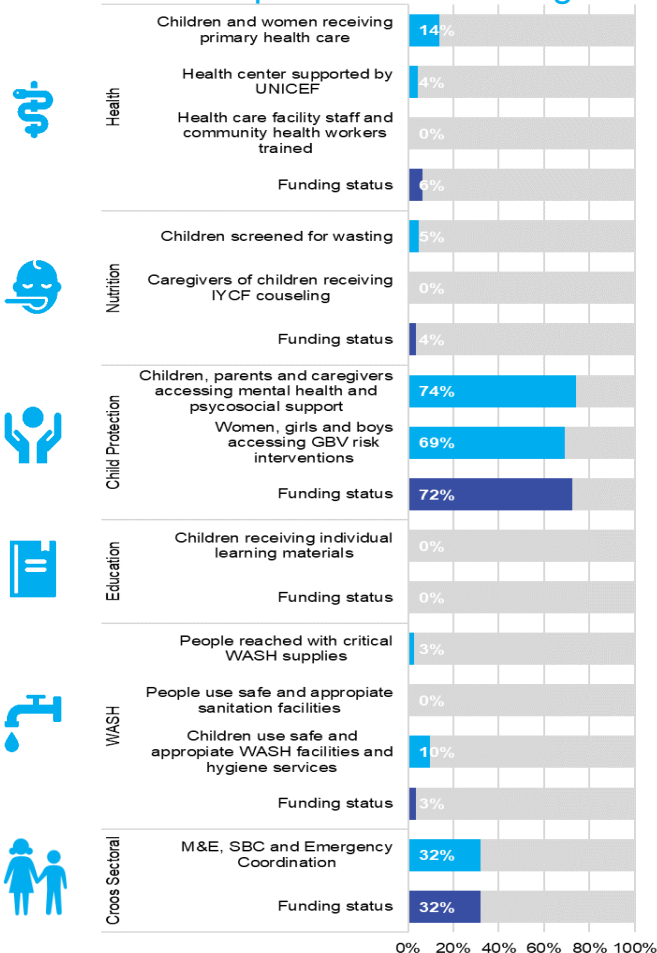 Children and women receiving
primary health care
14%
Health center supported by
UNICEF
4%
Health
Health care facility staff and
community health workers
trained
0%
Funding status
6%
Children screened for wasting
5%
Nutrition
Caregivers of children receiving
IYCF couseling
0%
Funding status
4%
Children, parents and caregivers
accessing mental health and
psycosocial support
74%
Child Protection
Women, girls and boys
accessing GBV risk
interventions
69%
Funding status
72%
Children receiving individual
learning materials
0%
Education
Funding status
0%
People reached with critical
WASH supplies
3%
WASH
People use safe and appropiate
sanitation facilities
0%
Children use safe and
appropiate WASH facilities and
hygiene services
10%
Funding status
3%
Croos Sectoral
M&E, SBC and Emergency
Coordination
32%
Funding status
32%
0% 20% 40% 60% 80% 100%